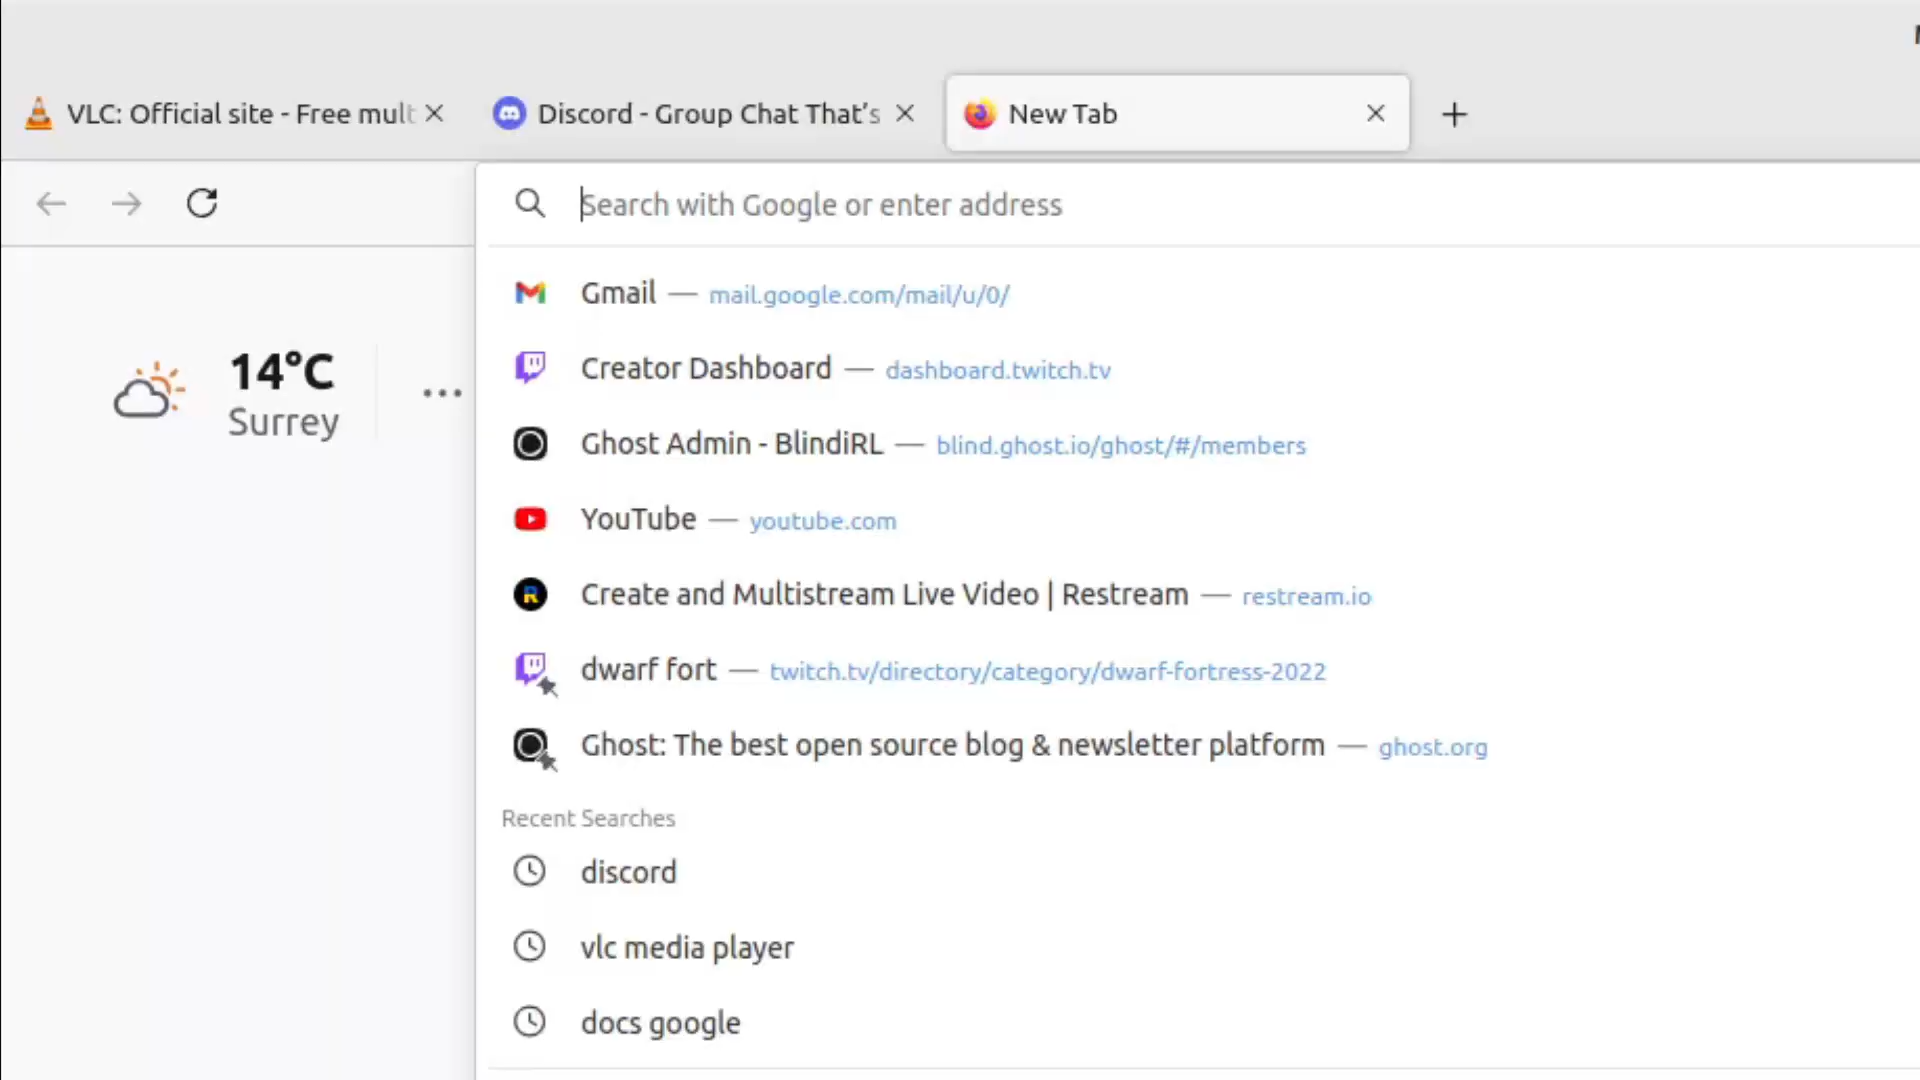 VLC: Official site - Free mult
Discord - Group Chat That's
New Tab
Search with Google or enter address
Gmail — mail.google.com/mail/u/0/
14°C
Surrey
Creator Dashboard — dashboard.twitch.tv
Ghost Admin - BlindiRL — blind.ghost.io/ghost/#/members
YouTube — youtube.com
Create and Multistream Live Video | Restream — restream.io
dwarf fort — twitch.tv/directory/category/dwarf-fortress-2022
Ghost: The best open source blog & newsletter platform — ghost.org
Recent Searches
discord
vlc media player
docs google